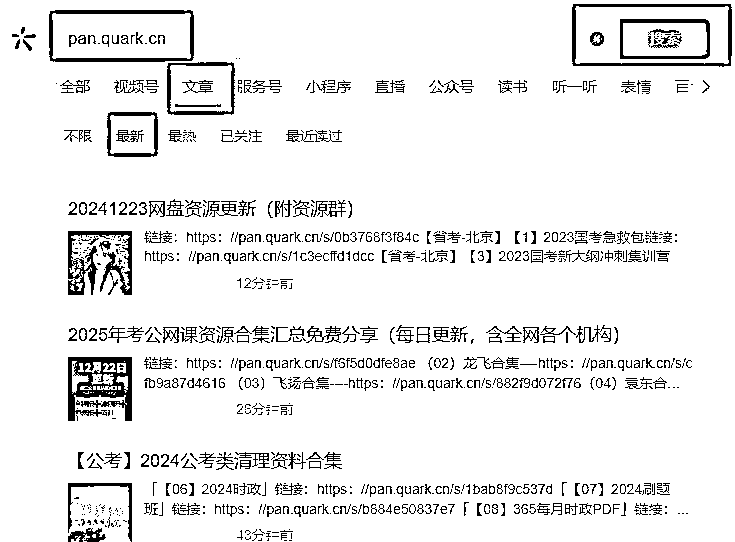 pan.quark.cn
搜索
全部 视频号 文章 服务号 小程序 直播 公众号 读书 听一听 表情
不限 最新 最热 已关注 最近读过
20241223网盘资源更新（附资源群）
链接：https：//pan.quark.cn/s/0b3768f3f84c【省考-北京】【1】2023国考急救包链接：
https：//pan.quark.cn/s/1c3ecffd1dcc【省考-北京】【3】2023国考新大纲冲刺集训营
12分钟前
2025年考公网课资源合集汇总免费分享（每日更新，含全网各个机构）
12月22日
链接：https：//pan.quark.cn/s/f6f5d0dfe8ae（02）龙飞合集—https：//pan.quark.cn/s/c
fb9a87d4616（03）飞扬合集---https：//pan.quark.cn/s/882f9d072f76（04）袁东合...
26分钟前
【公考】2024公考类清理资料合集
「【06】2024时政」链接：https：//pan.quark.cn/s/1bab8f9c537d「【07】2024刷题
班」链接：https：//pan.quark.cn/s/b684e50837e7「【08】365每月时政PDF」链接：...
43分钟前